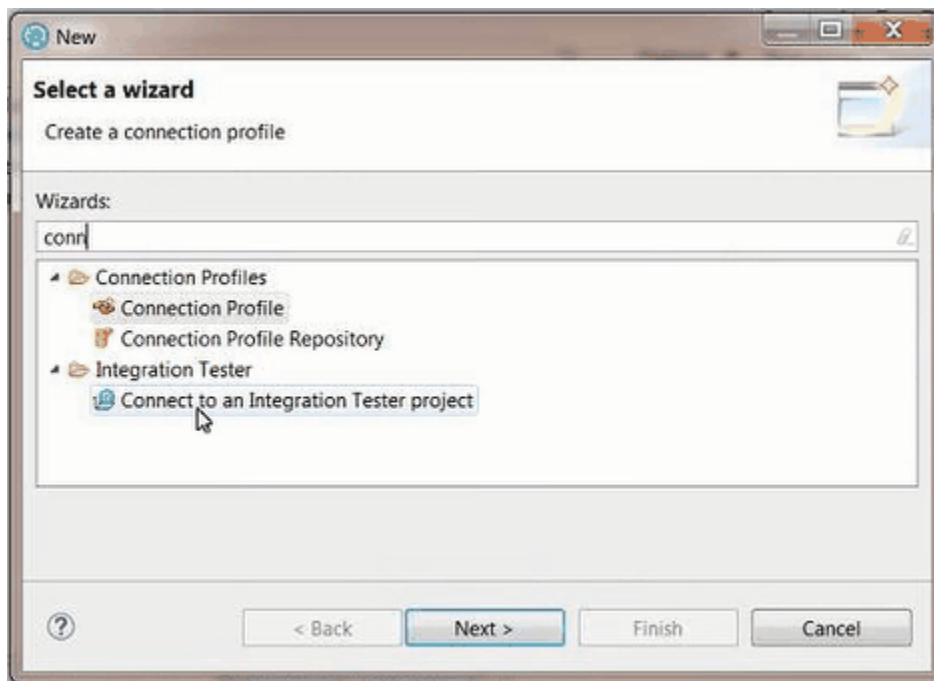 New
Select a wizard
Create a connection profile
Wizards:
conn
Connection Profiles
Connection Profile
Connection Profile Repository
Integration Tester
Connect to an Integration Tester project
?
< Back Next > Finish Cancel